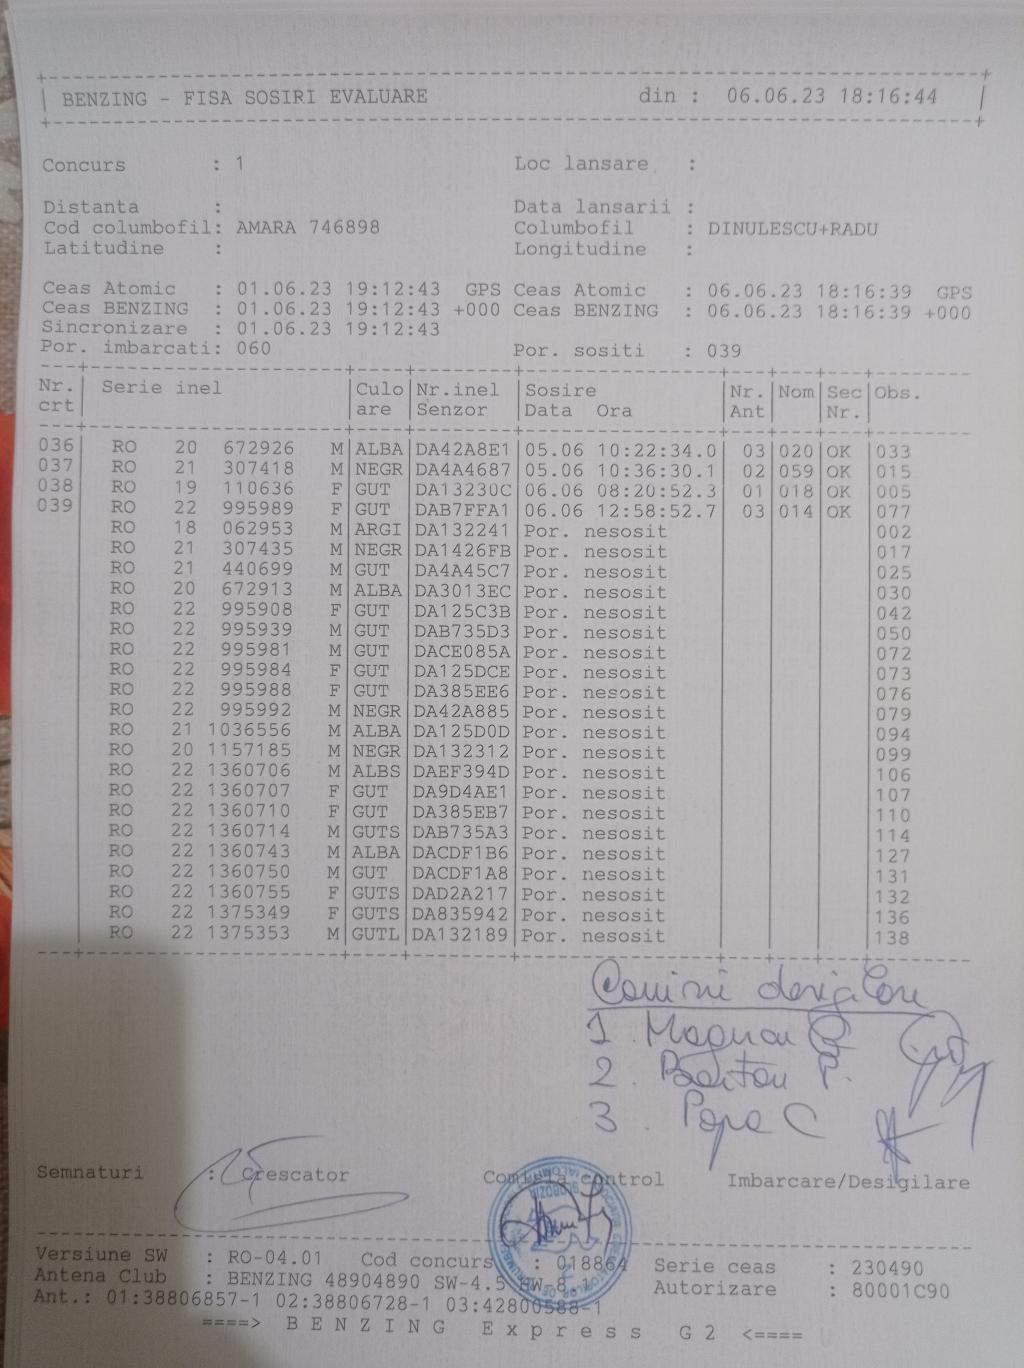 BENZING - FISA SOSIRI EVALUARE din : 06.06.23 18:16:44
Concurs : 1 Loc lansare :
Distanta : Data lansarii :
Cod columbofil: AMARA 746898 Columbofil : DINULESCU+RADU
Latitudine : Longitudine :
Ceas Atomic : 01.06.23 19:12:43 GPS Ceas Atomic : 06.06.23 18:16:39 GPS
Ceas BENZING : 01.06.23 19:12:43 +000 Ceas BENZING : 06.06.23 18:16:39 +000
Sincronizare : 01.06.23 19:12:43
Por. imbarcati: 060 Por. sositi : 039
Nr. Serie inel Culo Nr.inel Sosire Nr. Nom Sec Obs.
crt are Senzor Data Ora Ant Nr.
036 RO 20 672926 M ALBA DA42A8E1 05.06 10:22:34.0 03 020 OK 033
037 RO 21 307418 M NEGR DA4A4687 05.06 10:36:30.1 02 059 OK 015
038 RO 19 110636 F GUT DA13230C 06.06 08:20:52.3 01 018 OK 005
039 RO 22 995989 F GUT DAB7FFA1 06.06 12:58:52.7 03 014 OK 077
RO 18 062953 M ARGI DA132241 Por. nesosit 002
RO 21 307435 M NEGR DA1426FB Por. nesosit 017
RO 21 440699 M GUT DA4A45C7 Por. nesosit 025
RO 20 672913 M ALBA DA3013EC Por. nesosit 030
RO 22 995908 F GUT DA125C3B Por. nesosit 042
RO 22 995939 M GUT DAB735D3 Por. nesosit 050
RO 22 995981 M GUT DACE085A Por. nesosit 072
RO 22 995984 F GUT DA125DCE Por. nesosit 073
RO 22 995988 F GUT DA385EE6 Por. nesosit 076
RO 22 995992 M NEGR DA42A885 Por. nesosit 079
RO 21 1036556 M ALBA DA125D0D Por. nesosit 094
RO 20 1157185 M NEGR DA132312 Por. nesosit 099
RO 22 1360706 M ALBS DAEF394D Por. nesosit 106
RO 22 1360707 F GUT DA9D4AE1 Por. nesosit 107
RO 22 1360710 F GUT DA385EB7 Por. nesosit 110
RO 22 1360714 M GUTS DAB735A3 Por. nesosit 114
RO 22 1360743 M ALBA DACDF1B6 Por. nesosit 127
RO 22 1360750 M GUT DACDF1A8 Por. nesosit 131
RO 22 1360755 F GUTS DAD2A217 Por. nesosit 132
RO 22 1375349 F GUTS DA835942 Por. nesosit 136
RO 22 1375353 M GUTL DA132189 Por. nesosit 138
1
2.
3. Popa C
Semnaturi : Crescator Comisia control Imbarcare/Desigilare
Versiune SW : RO-04.01 Cod concurs : 018864 Serie ceas : 230490
Antena Club : BENZING 48904890 SW-4.5 HW-8.1 Autorizare : 80001C90
Ant.: 01:38806857-1 02:38806728-1 03:42800588-1
====> BENZING Express G2 <====